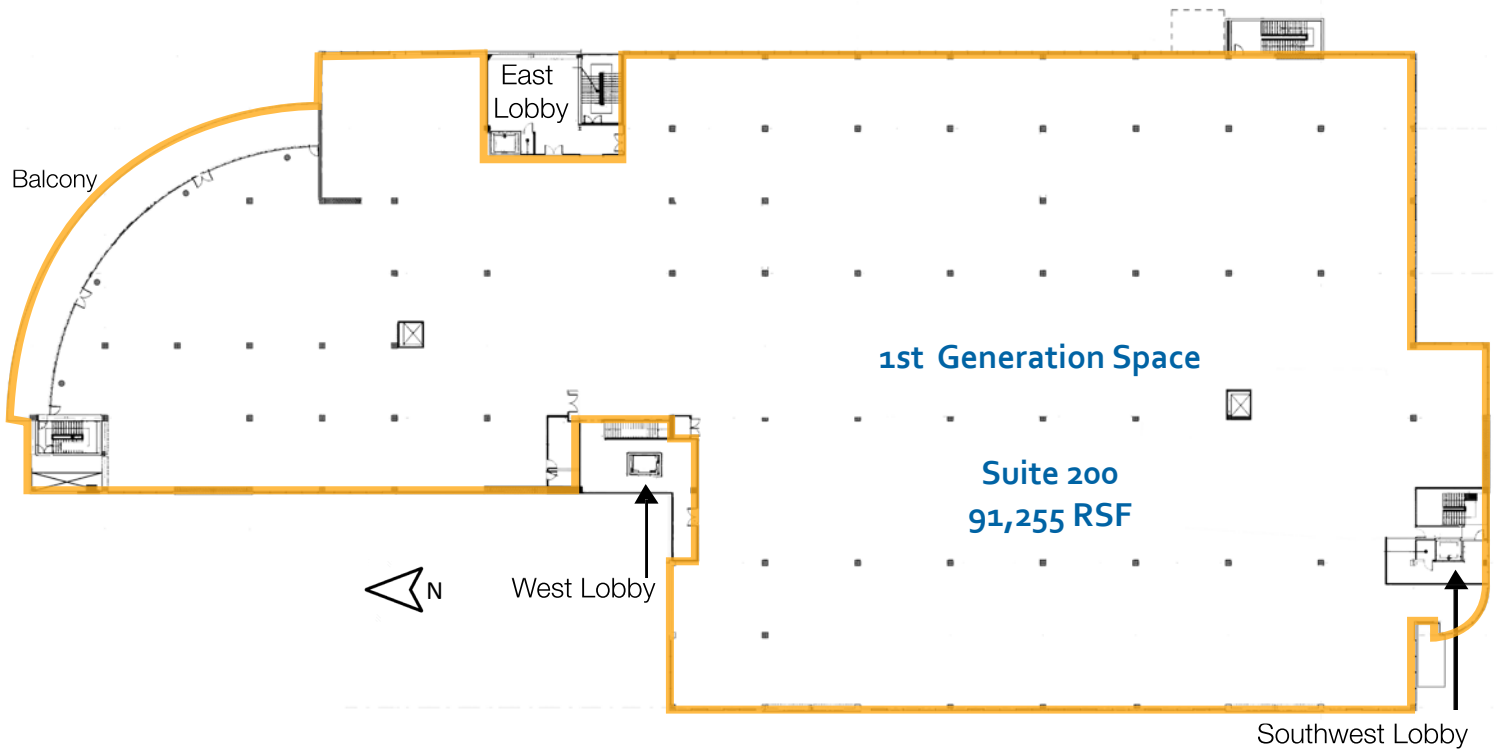 East
Lobby
Balcony
1st Generation Space
Suite 200
91,255 RSF
N
West Lobby
Southwest Lobby